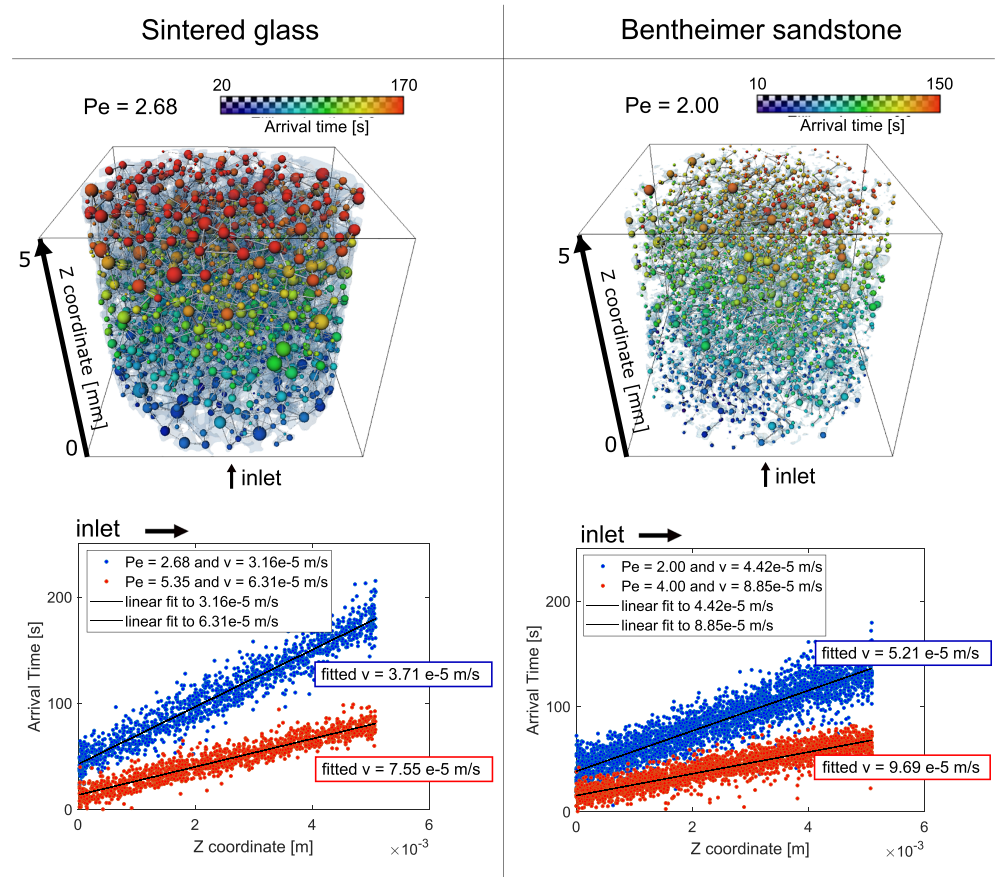 Sintered glass
Pe = 2.68
20
170
Arrival time [s]
5
Z coordinate [mm]
0
inlet
inlet
Pe = 2.68 and v = 3.16e-5 m/s
Pe = 5.35 and v = 6.31e-5 m/s
linear fit to 3.16e-5 m/s
linear fit to 6.31e-5 m/s
200
100
0
Arrival Time [s]
fitted v = 3.71 e-5 m/s
fitted v = 7.55 e-5 m/s
0
2
4
6
Z coordinate [m]
×10⁻³
Bentheimer sandstone
Pe = 2.00
10
150
Arrival time [s]
5
Z coordinate [mm]
0
inlet
inlet
Pe = 2.00 and v = 4.42e-5 m/s
Pe = 4.00 and v = 8.85e-5 m/s
linear fit to 4.42e-5 m/s
linear fit to 8.85e-5 m/s
200
100
0
Arrival Time [s]
fitted v = 5.21 e-5 m/s
fitted v = 9.69 e-5 m/s
0
2
4
6
Z coordinate [m]
×10⁻³